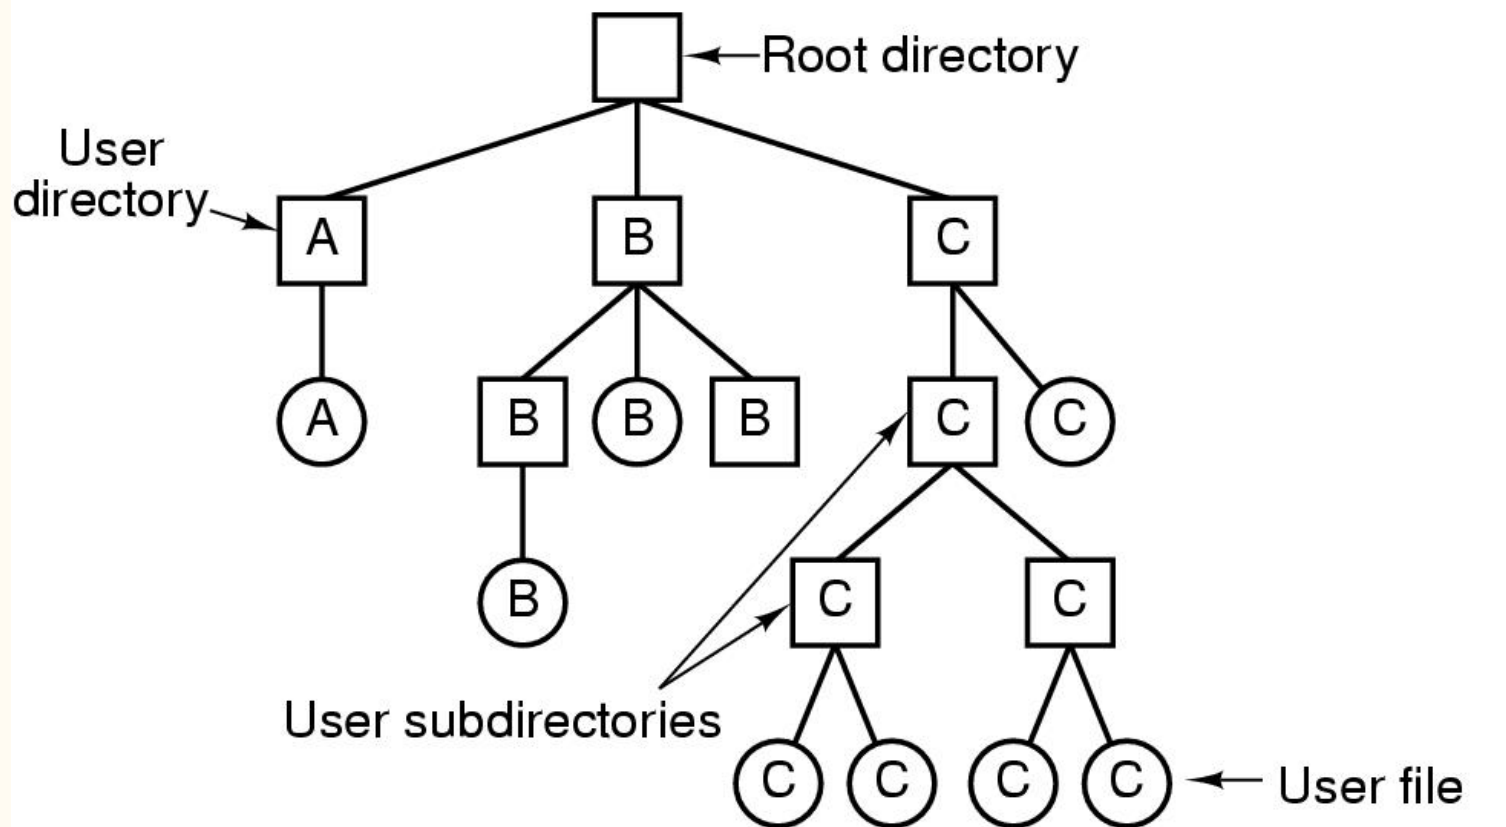 Root directory
User
directory
A
B
C
A
B
B
B
C
C
B
C
C
User subdirectories
C
C
C
C
User file